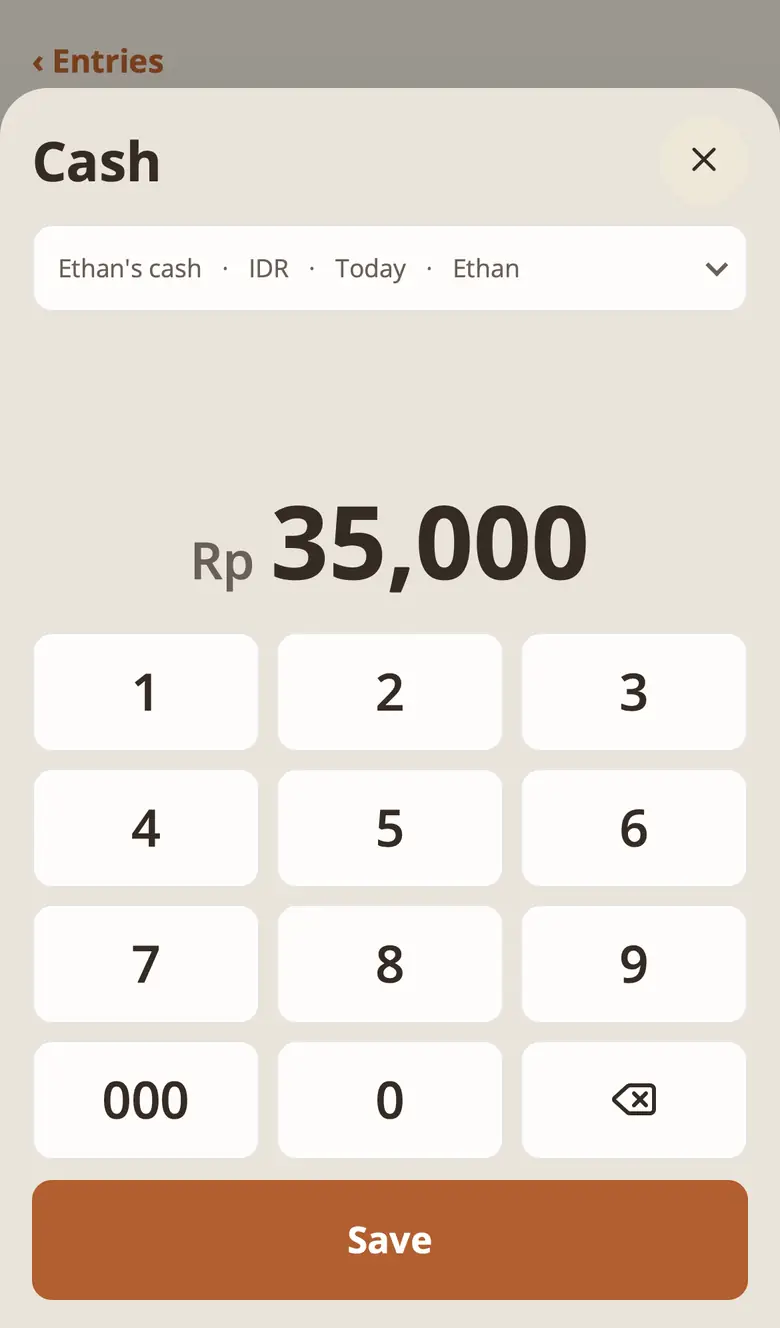 ‹ Entries
Cash
Ethan's cash · IDR · Today · Ethan
Rp 35,000
1 2 3
4 5 6
7 8 9
000 0
Save